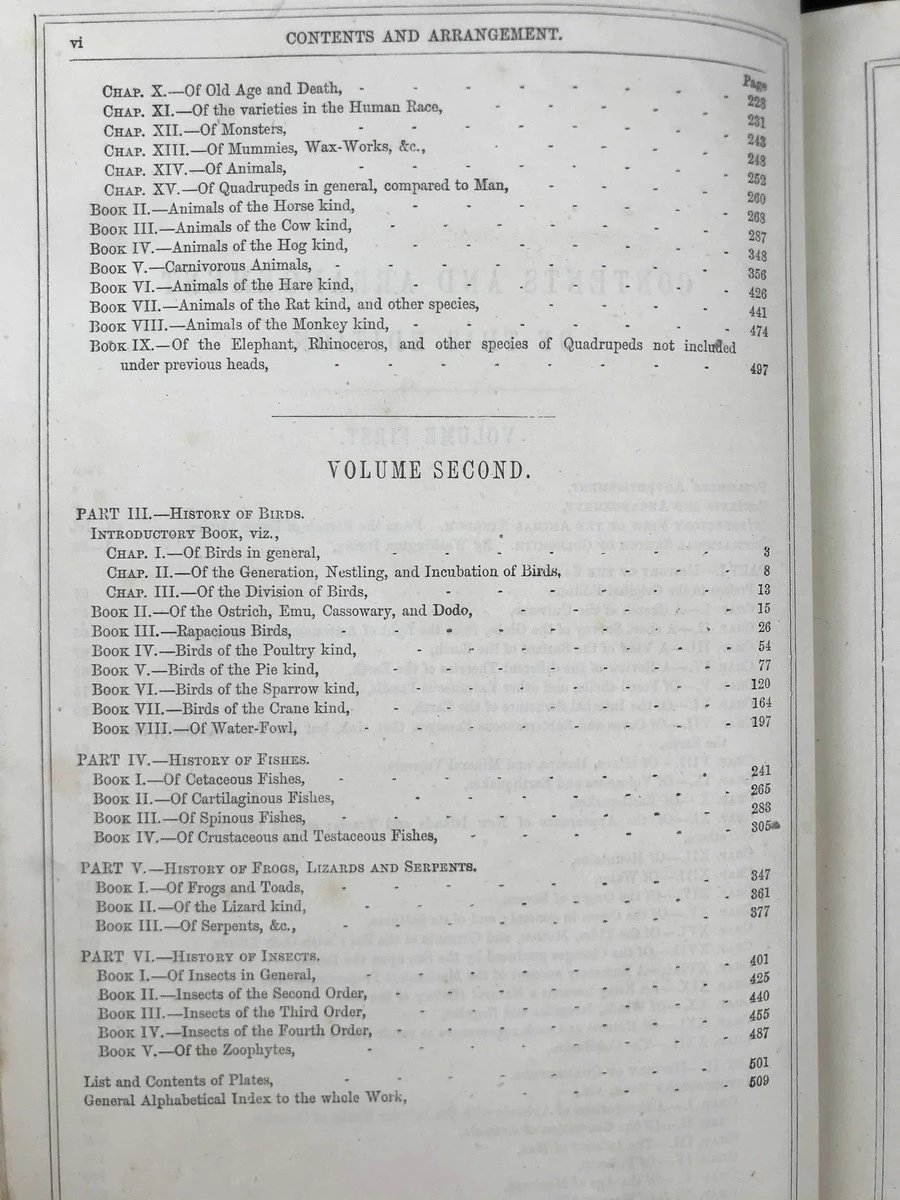 vi
CONTENTS AND ARRANGEMENT.
Page
CHAP. X.—Of Old Age and Death, - - - - - - - 228
CHAP. XI.—Of the varieties in the Human Race, - - - - 231
CHAP. XII.—Of Monsters, - - - - - - - 243
CHAP. XIII.—Of Mummies, Wax-Works, &c., - - - - 248
CHAP. XIV.—Of Animals, - - - - - - - 252
CHAP. XV.—Of Quadrupeds in general, compared to Man, - - - 260
BOOK II.—Animals of the Horse kind, - - - - - - 268
BOOK III.—Animals of the Cow kind, - - - - - - 287
BOOK IV.—Animals of the Hog kind, - - - - - - 348
BOOK V.—Carnivorous Animals, - - - - - - 356
BOOK VI.—Animals of the Hare kind, - - - - - - 426
BOOK VII.—Animals of the Rat kind, and other species, - - - - 441
BOOK VIII.—Animals of the Monkey kind, - - - - - - 474
BOOK IX.—Of the Elephant, Rhinoceros, and other species of Quadrupeds not included
under previous heads, - - - - - - - - 497
VOLUME SECOND.
PART III.—HISTORY OF BIRDS.
INTRODUCTORY BOOK, viz.,
CHAP. I.—Of Birds in general, - - - - - - - 3
CHAP. II.—Of the Generation, Nestling, and Incubation of Birds, - - - 8
CHAP. III.—Of the Division of Birds, - - - - - - 13
BOOK II.—Of the Ostrich, Emu, Cassowary, and Dodo, - - - - - 15
BOOK III.—Rapacious Birds, - - - - - - - 26
BOOK IV.—Birds of the Poultry kind, - - - - - - 54
BOOK V.—Birds of the Pie kind, - - - - - - 77
BOOK VI.—Birds of the Sparrow kind, - - - - - - 120
BOOK VII.—Birds of the Crane kind, - - - - - - 164
BOOK VIII.—Of Water-Fowl, - - - - - - 197
PART IV.—HISTORY OF FISHES.
BOOK I.—Of Cetaceous Fishes, - - - - - - - 241
BOOK II.—Of Cartilaginous Fishes, - - - - - - 265
BOOK III.—Of Spinous Fishes, - - - - - - - 283
BOOK IV.—Of Crustaceous and Testaceous Fishes, - - - - - 305
PART V.—HISTORY OF FROGS, LIZARDS AND SERPENTS.
BOOK I.—Of Frogs and Toads, - - - - - - - 347
BOOK II.—Of the Lizard kind, - - - - - - 361
BOOK III.—Of Serpents, &c., - - - - - - - 377
PART VI.—HISTORY OF INSECTS.
BOOK I.—Of Insects in General, - - - - - - 401
BOOK II.—Insects of the Second Order, - - - - - - 425
BOOK III.—Insects of the Third Order, - - - - - - 440
BOOK IV.—Insects of the Fourth Order, - - - - - - 455
BOOK V.—Of the Zoophytes, - - - - - - 487
List and Contents of Plates, - - - - - - - 501
General Alphabetical Index to the whole Work, - - - - - 509